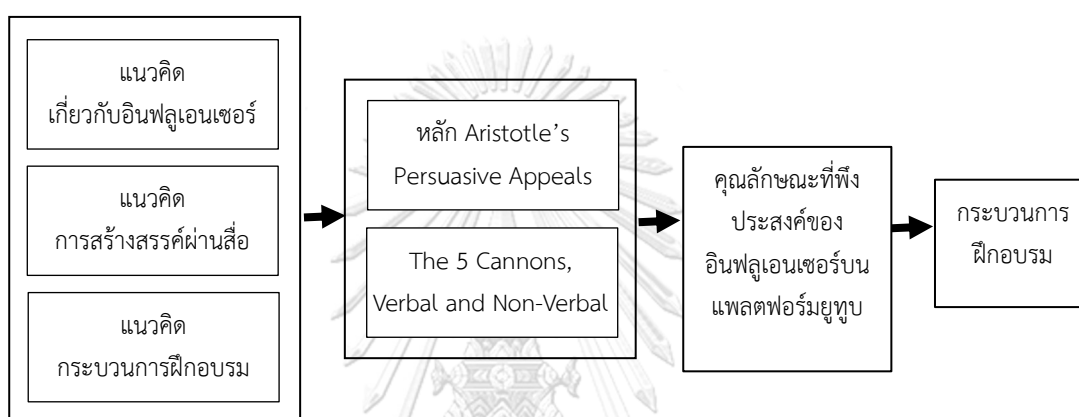 แนวคิด
เกี่ยวกับอินฟลูเอนเซอร์
แนวคิด
การสร้างสรรค์ผ่านสื่อ
แนวคิด
กระบวนการฝึกอบรม
หลัก Aristotle’s
Persuasive Appeals
The 5 Cannons,
Verbal and Non-Verbal
คุณลักษณะที่พึง
ประสงค์ของ
อินฟลูเอนเซอร์บน
แพลตฟอร์มยูทูบ
กระบวนการ
ฝึกอบรม